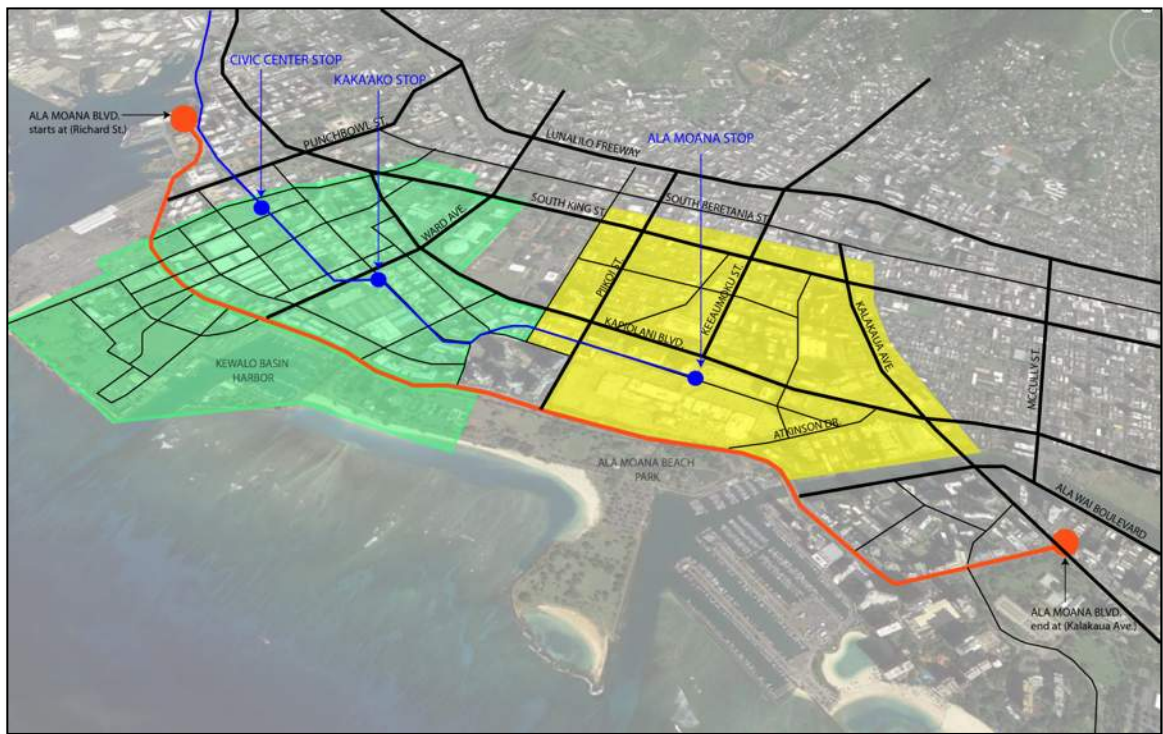 CIVIC CENTER STOP
KAKA'AKO STOP
ALA MOANA BLVD.
starts at (Richard St.)
PUNCHBOWL ST.
LUNALILO FREEWAY
ALA MOANA STOP
SOUTH KING ST.
SOUTH BERETANIA ST.
WARD AVE.
PIIKOI ST.
KEEAUMOKU ST.
KAPIOLANI BLVD.
KALAKAUA AVE.
MCCULLY ST.
KEWALO BASIN
HARBOR
ATKINSON DR.
ALA MOANA BEACH
PARK
ALA WAI BOULEVARD
ALA MOANA BLVD.
end at (Kalakaua Ave.)